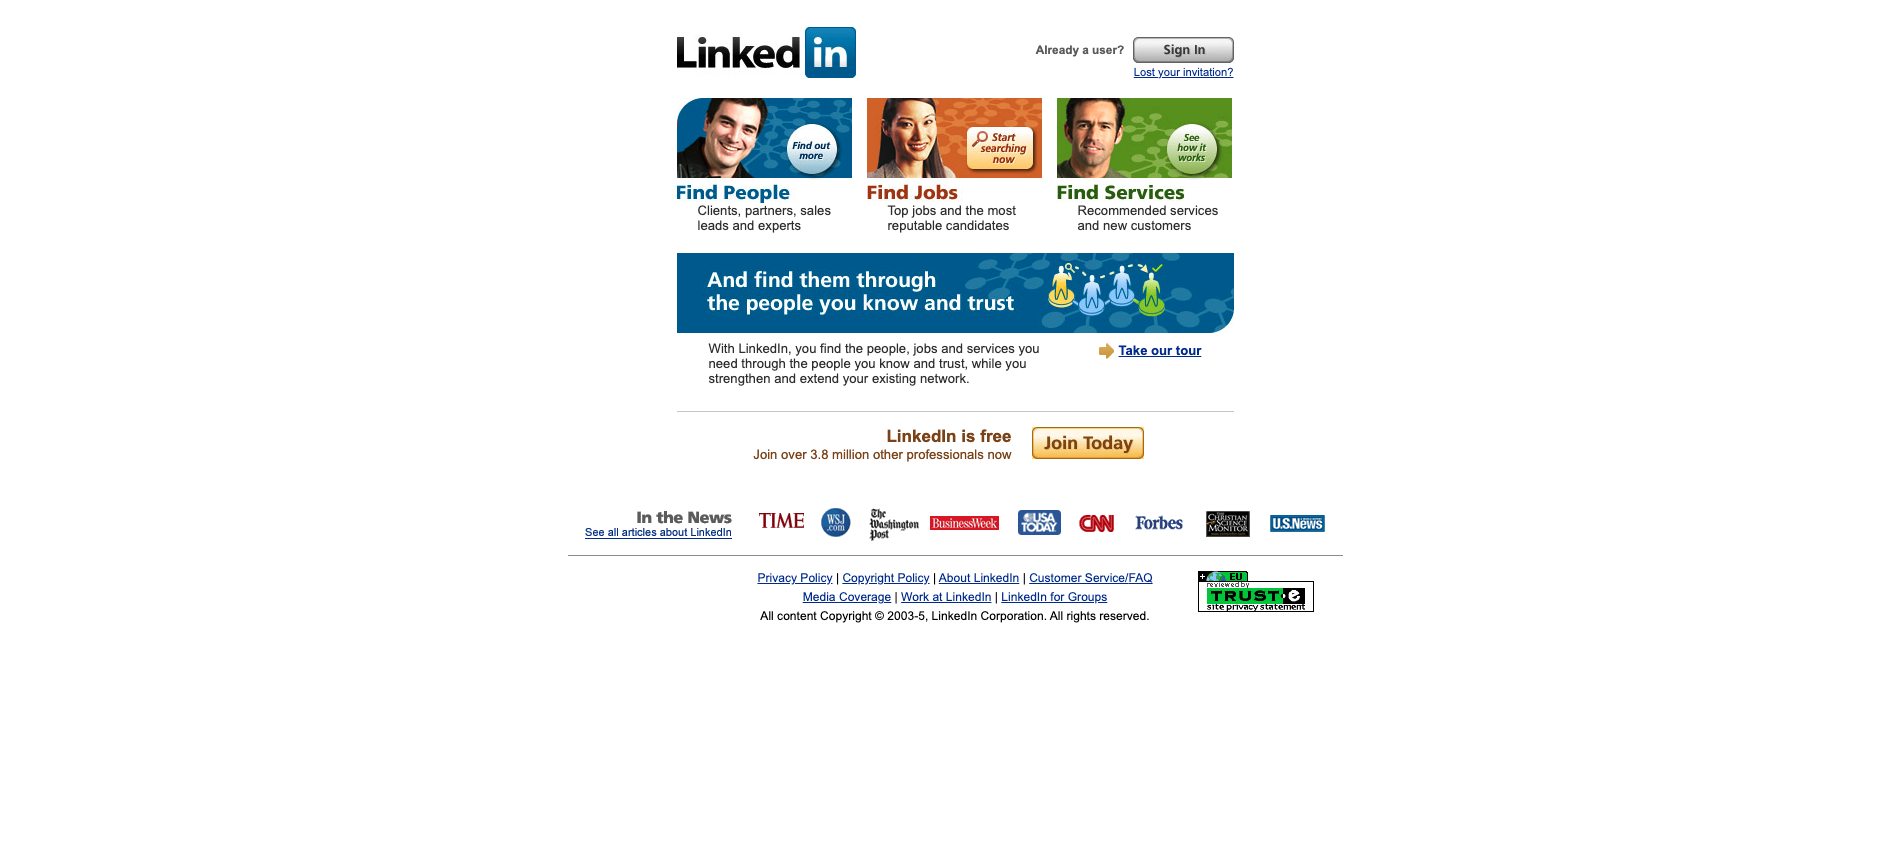 Linked in
Already a user? Sign In
Lost your invitation?
Find out
more
Start
searching
now
See
how it
works
Find People
Clients, partners, sales
leads and experts
Find Jobs
Top jobs and the most
reputable candidates
Find Services
Recommended services
and new customers
And find them through
the people you know and trust
With LinkedIn, you find the people, jobs and services you
need through the people you know and trust, while you
strengthen and extend your existing network.
Take our tour
LinkedIn is free
Join over 3.8 million other professionals now
Join Today
In the News
See all articles about LinkedIn
TIME
WSJ
.com
The
Washington
Post
BusinessWeek
USA
TODAY
CNN
Forbes
THE
CHRISTIAN
SCIENCE
MONITOR
U.S.News
Privacy Policy | Copyright Policy | About LinkedIn | Customer Service/FAQ
Media Coverage | Work at LinkedIn | LinkedIn for Groups
All content Copyright © 2003-5, LinkedIn Corporation. All rights reserved.
+ EU
reviewed by
TRUST·e
site privacy statement